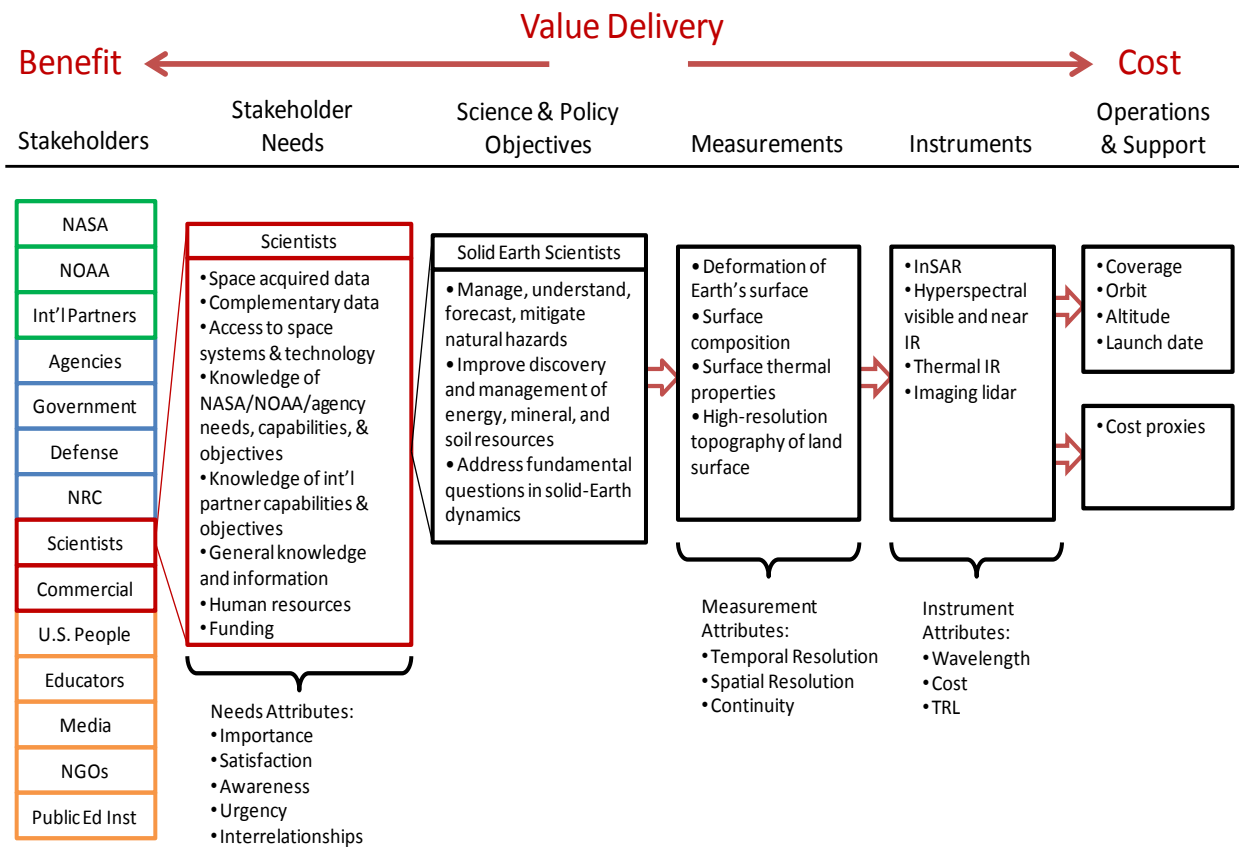 Value Delivery
Benefit
Cost
Stakeholders
Stakeholder
Needs
Science & Policy
Objectives
Measurements
Instruments
Operations
& Support
NASA
NOAA
Int'l Partners
Agencies
Government
Defense
NRC
Scientists
Commercial
U.S. People
Educators
Media
NGOs
Public Ed Inst
Scientists
• Space acquired data
• Complementary data
• Access to space
systems & technology
• Knowledge of
NASA/NOAA/agency
needs, capabilities, &
objectives
• Knowledge of int'l
partner capabilities &
objectives
• General knowledge
and information
• Human resources
• Funding
Needs Attributes:
• Importance
• Satisfaction
• Awareness
• Urgency
• Interrelationships
Solid Earth Scientists
• Manage, understand,
forecast, mitigate
natural hazards
• Improve discovery
and management of
energy, mineral, and
soil resources
• Address fundamental
questions in solid-Earth
dynamics
• Deformation of
Earth's surface
• Surface
composition
• Surface thermal
properties
• High-resolution
topography of land
surface
Measurement
Attributes:
• Temporal Resolution
• Spatial Resolution
• Continuity
• InSAR
• Hyperspectral
visible and near
IR
• Thermal IR
• Imaging lidar
Instrument
Attributes:
• Wavelength
• Cost
• TRL
• Coverage
• Orbit
• Altitude
• Launch date
• Cost proxies